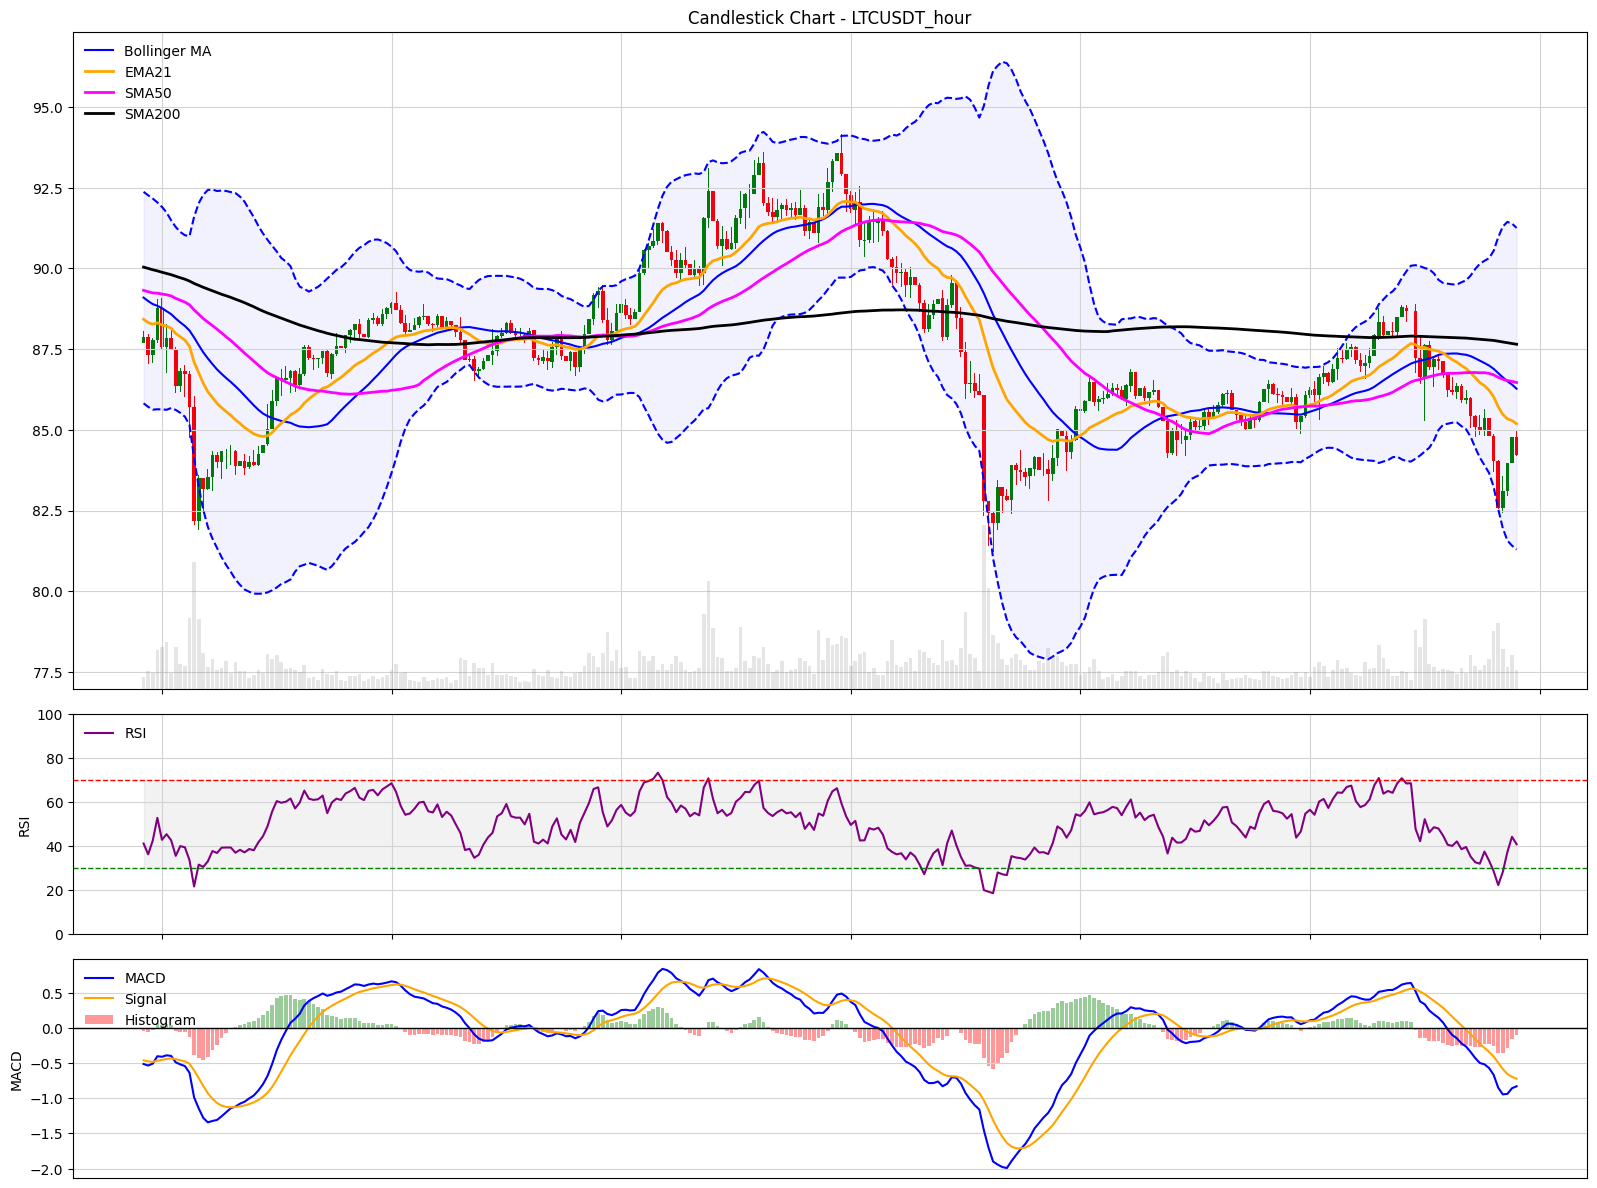 Candlestick Chart - LTCUSDT_hour
Bollinger MA
EMA21
SMA50
SMA200
95.0
92.5
90.0
87.5
85.0
82.5
80.0
77.5
RSI
100
80
60
40
20
0
RSI
MACD
Signal
Histogram
0.5
0.0
−0.5
−1.0
−1.5
−2.0
MACD